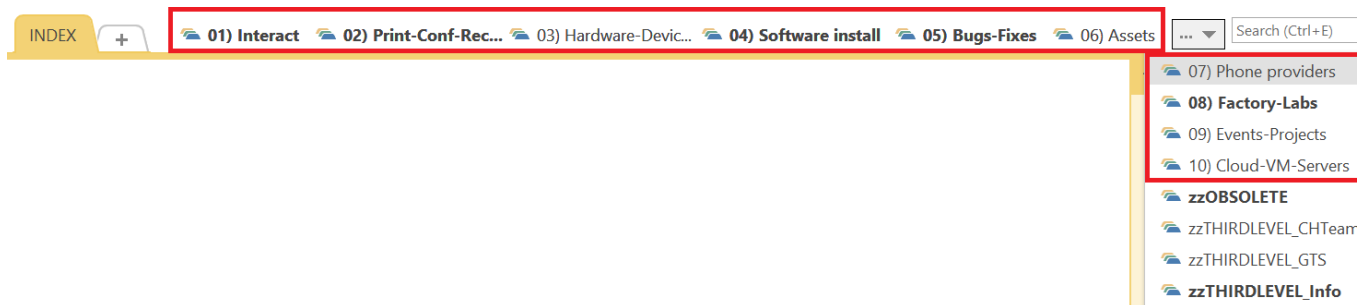 INDEX + 01) Interact 02) Print-Conf-Rec... 03) Hardware-Devic... 04) Software install 05) Bugs-Fixes 06) Assets ... Search (Ctrl+E)
07) Phone providers
08) Factory-Labs
09) Events-Projects
10) Cloud-VM-Servers
zzOBSOLETE
zzTHIRDLEVEL_CHTeam
zzTHIRDLEVEL_GTS
zzTHIRDLEVEL_Info